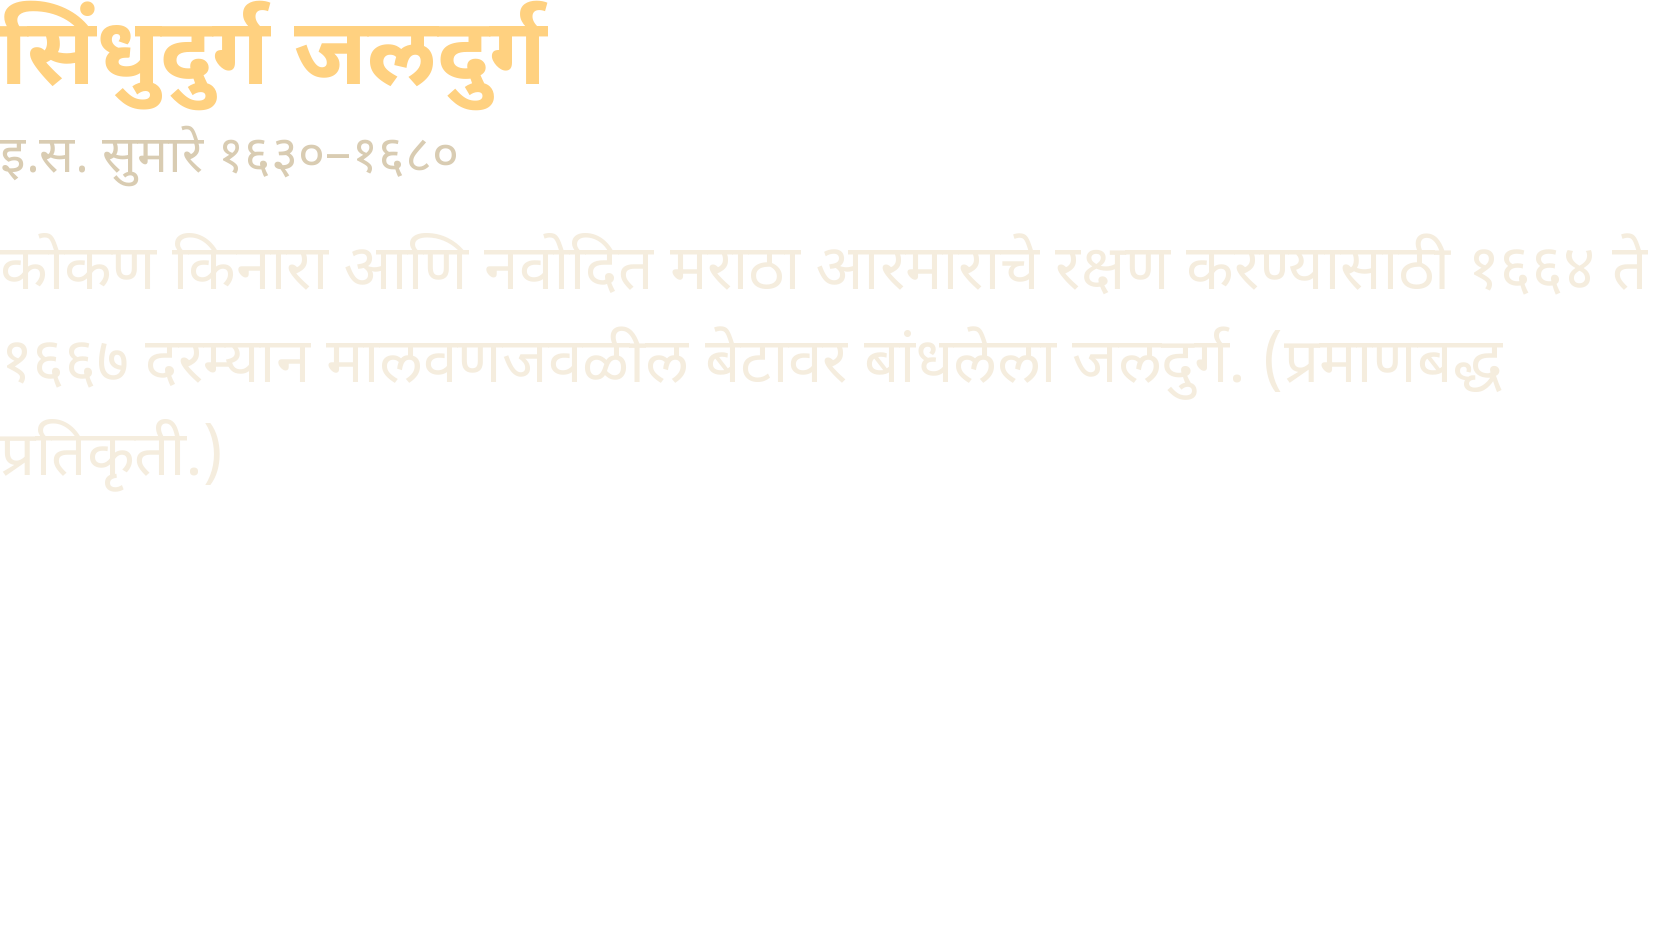 सिंधुदुर्ग जलदुर्ग
इ.स. सुमारे १६३०–१६८०
कोकण किनारा आणि नवोदित मराठा आरमाराचे रक्षण करण्यासाठी १६६४ ते
१६६७ दरम्यान मालवणजवळील बेटावर बांधलेला जलदुर्ग. (प्रमाणबद्ध
प्रतिकृती.)